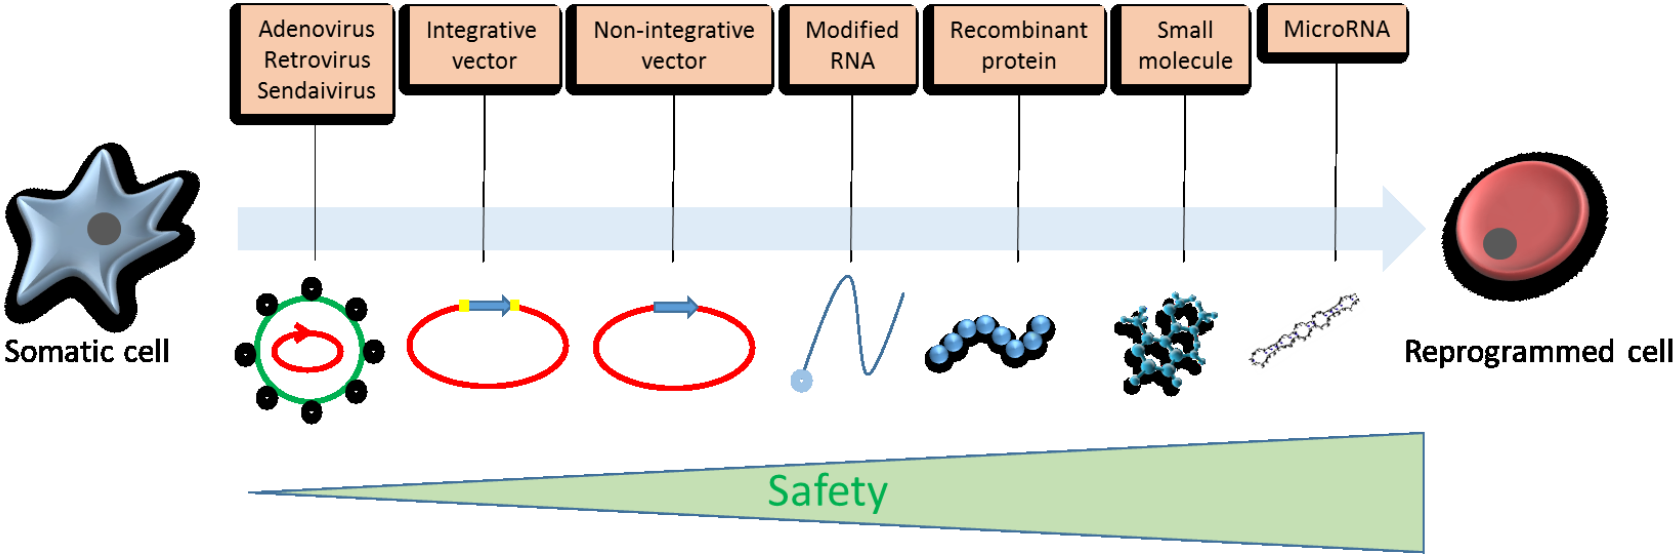 Adenovirus
Retrovirus
Sendaivirus
Integrative
vector
Non-integrative
vector
Modified
RNA
Recombinant
protein
Small
molecule
MicroRNA
Somatic cell
Reprogrammed cell
Safety